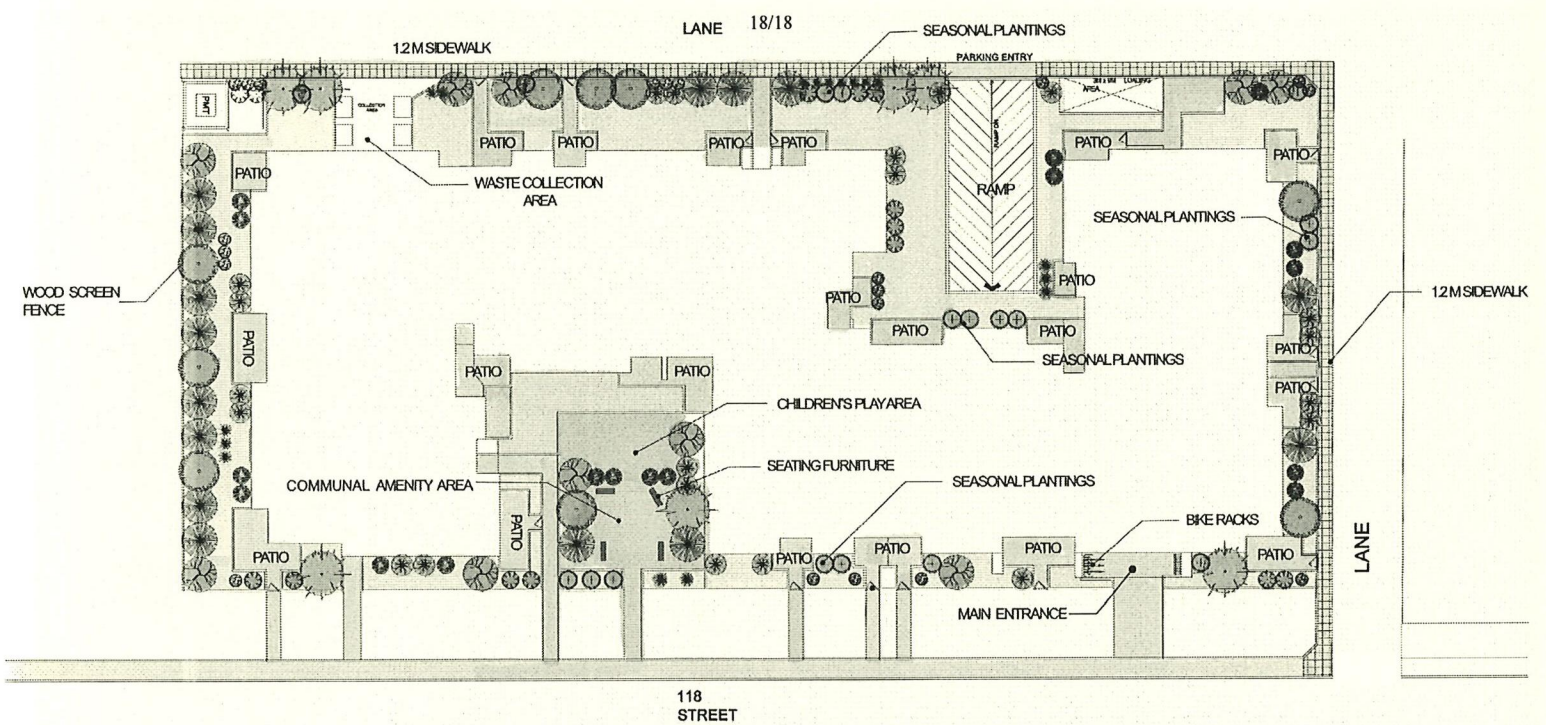 LANE 18/18
SEASONAL PLANTINGS
1.2 M SIDEWALK
PARKING ENTRY
PMT
COLLECTION
AREA
LOADING
AREA
PATIO
PATIO
PATIO
PATIO
PATIO
PATIO
PATIO
WASTE COLLECTION
AREA
RAMP
SEASONAL PLANTINGS
WOOD SCREEN
FENCE
PATIO
PATIO
1.2 M SIDEWALK
PATIO
PATIO
PATIO
PATIO
SEASONAL PLANTINGS
PATIO
PATIO
PATIO
CHILDREN'S PLAY AREA
SEATING FURNITURE
COMMUNAL AMENITY AREA
SEASONAL PLANTINGS
PATIO
BIKE RACKS
PATIO
PATIO
PATIO
PATIO
PATIO
LANE
MAIN ENTRANCE
118
STREET